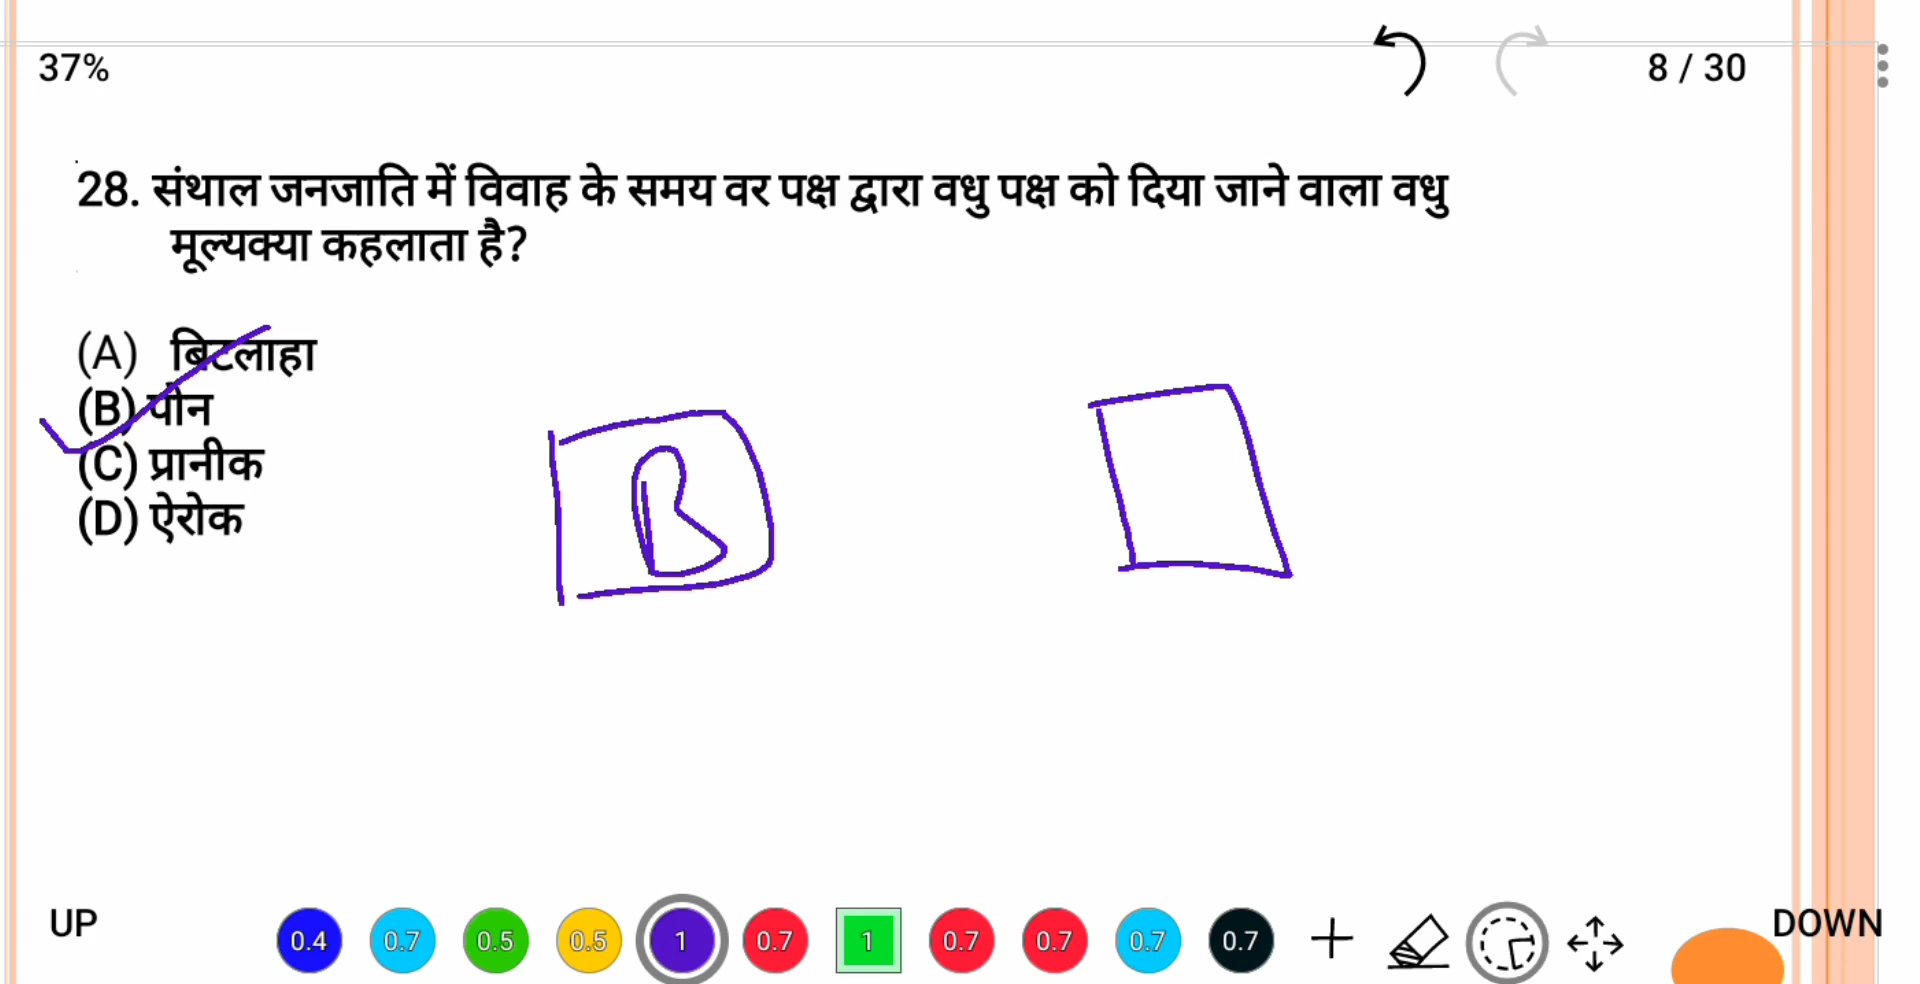 37%
8 / 30
28. संथाल जनजाति में विवाह के समय वर पक्ष द्वारा वधु पक्ष को दिया जाने वाला वधु
मूल्यक्या कहलाता है?
(A) बिटलाहा
(B) पोन
(C) प्रानीक
(D) ऐरोक
B
UP
0.4 0.7 0.5 0.5 1 0.7 1 0.7 0.7 0.7 0.7
DOWN